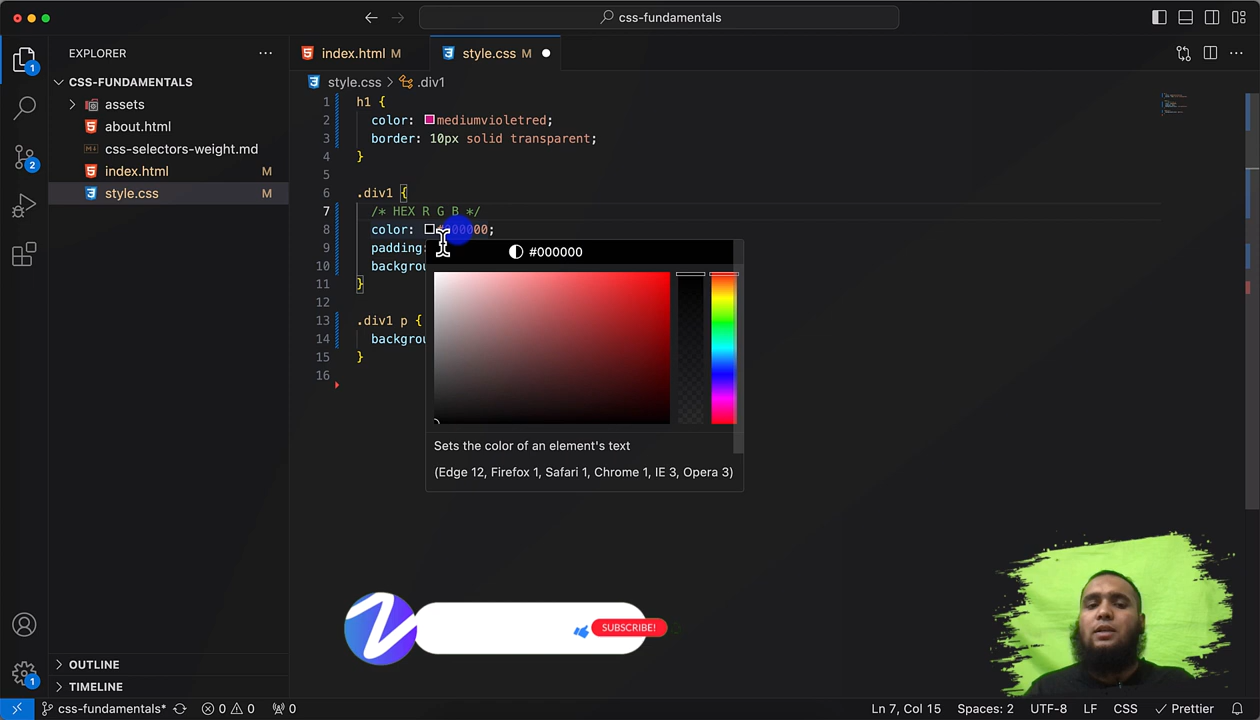 css-fundamentals
EXPLORER
index.html M
style.css M
CSS-FUNDAMENTALS
style.css > .div1
assets
about.html
css-selectors-weight.md
index.html M
style.css M
1 h1 {
2 color: mediumvioletred;
3 border: 10px solid transparent;
4 }
5
6 .div1 {
7 /* HEX R G B */
8 color: #000000;
9 padding:
10 backgrou
11 }
12
13 .div1 p {
14 backgrou
15 }
16
#000000
Sets the color of an element's text
(Edge 12, Firefox 1, Safari 1, Chrome 1, IE 3, Opera 3)
1
2
1
SUBSCRIBE!
OUTLINE
TIMELINE
css-fundamentals* 0 0 0 Ln 7, Col 15 Spaces: 2 UTF-8 LF CSS Prettier